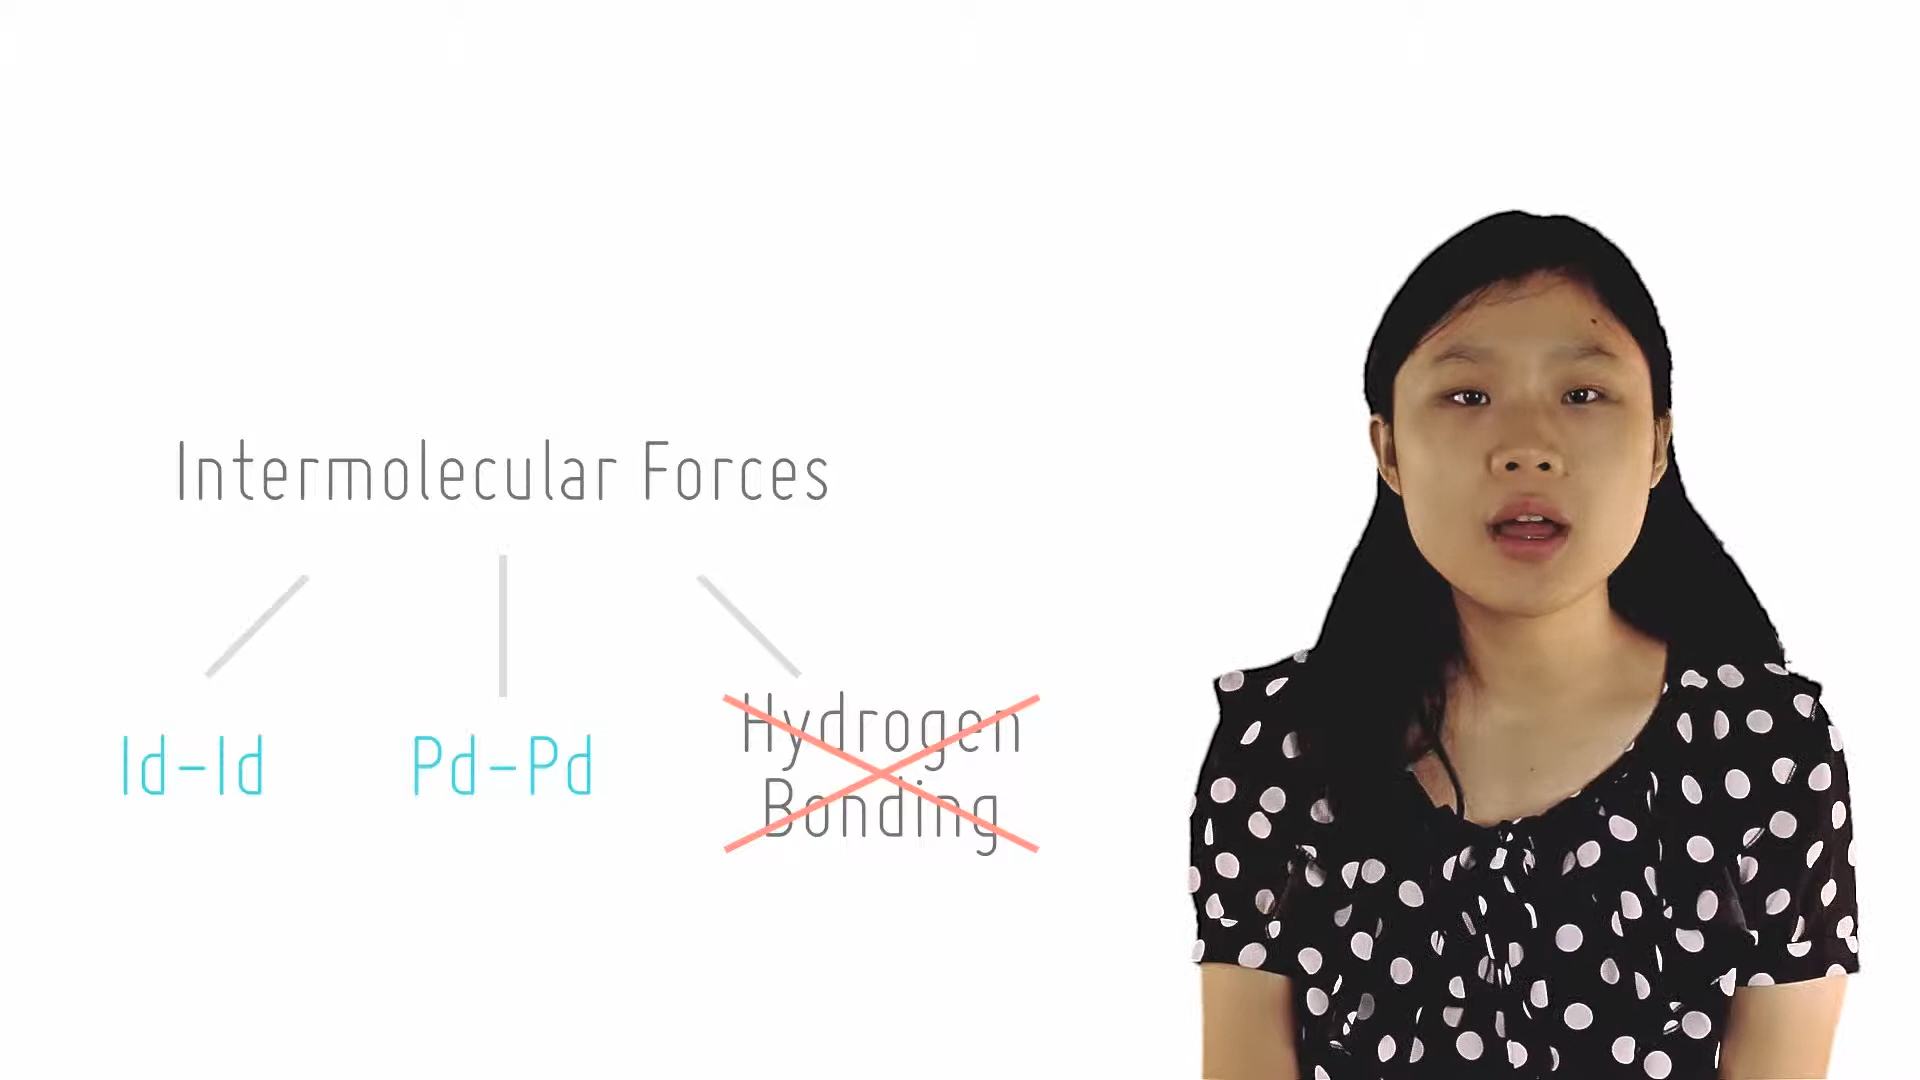 Intermolecular Forces
Id-Id
Pd-Pd
Hydrogen
Bonding